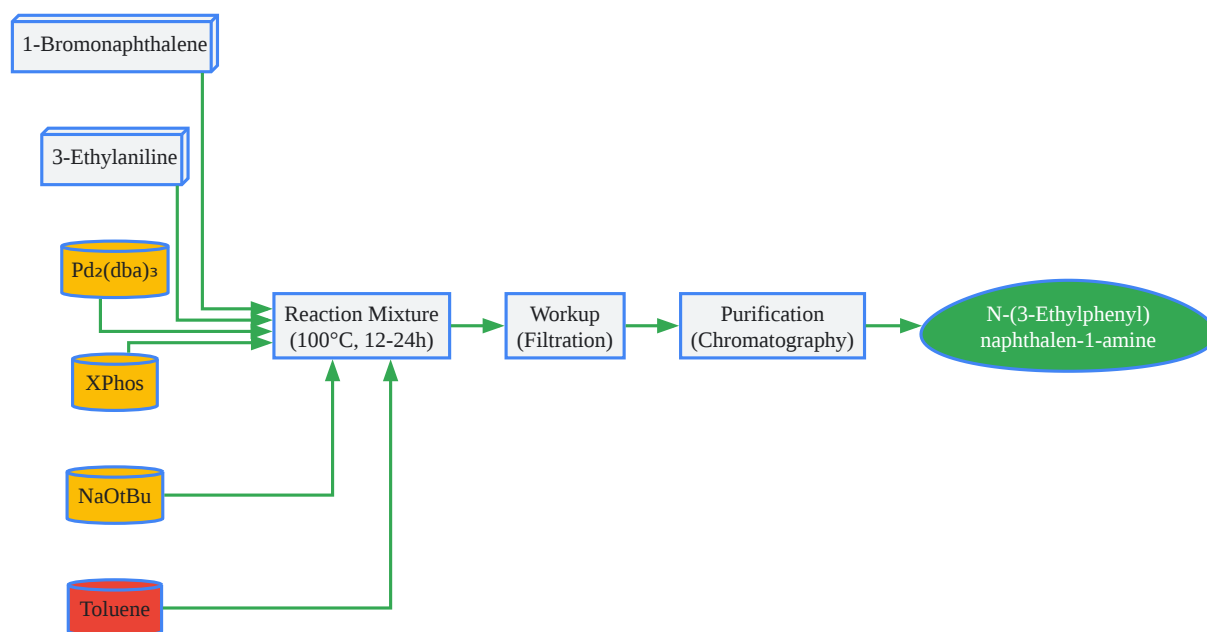 1-Bromonaphthalene
3-Ethylaniline
Pd₂(dba)₃
XPhos
NaOtBu
Toluene
Reaction Mixture
(100°C, 12-24h)
Workup
(Filtration)
Purification
(Chromatography)
N-(3-Ethylphenyl)
naphthalen-1-amine